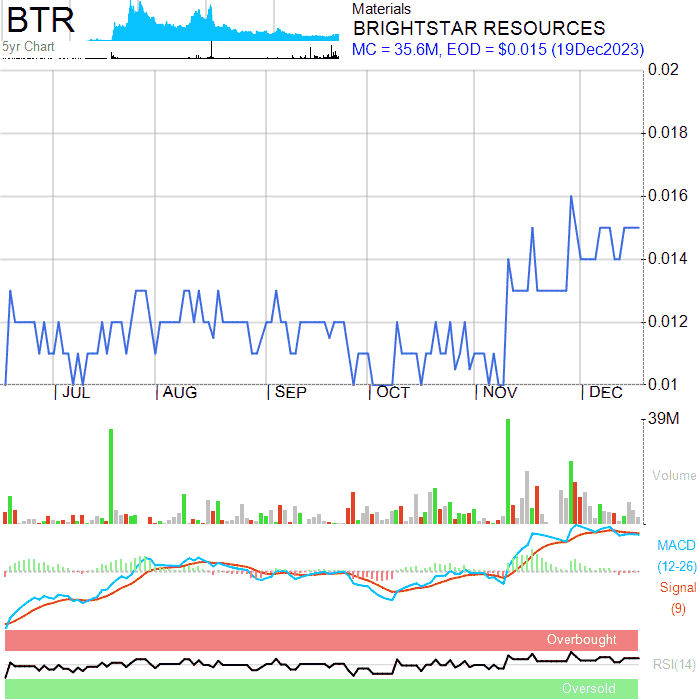 BTR
5yr Chart
Materials
BRIGHTSTAR RESOURCES
MC = 35.6M, EOD = $0.015 (19Dec2023)
0.02
0.018
0.016
0.014
0.012
0.01
JUL AUG SEP OCT NOV DEC
39M
Volume
MACD
(12-26)
Signal
(9)
Overbought
RSI(14)
Oversold